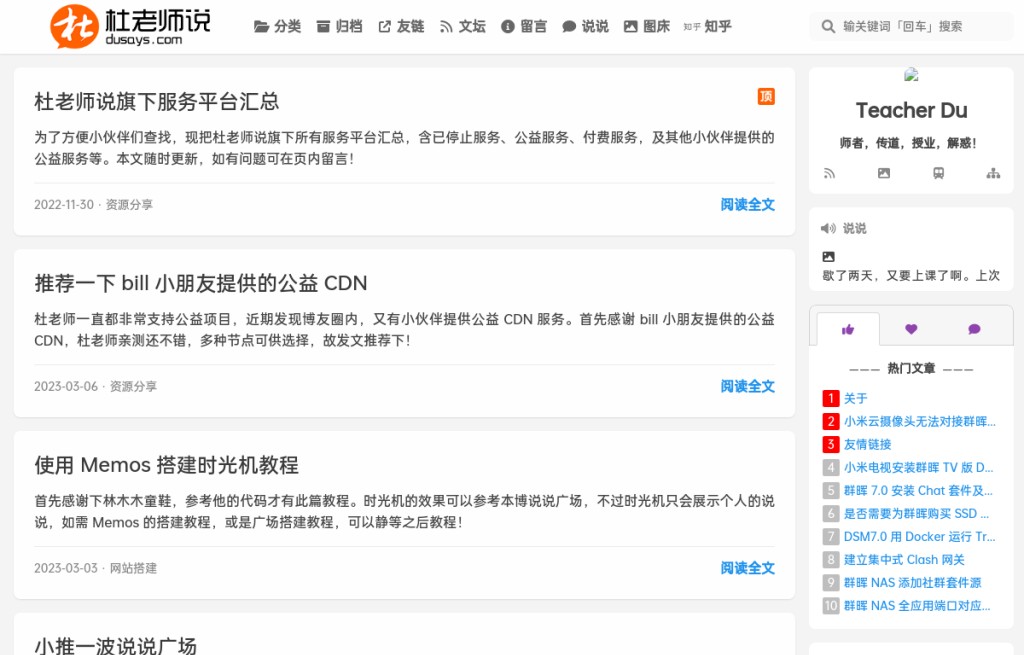 杜老师说
dusays.com
分类 归档 友链 文坛 留言 说说 图床 知乎 知乎
输关键词「回车」搜索
杜老师说旗下服务平台汇总
顶
为了方便小伙伴们查找，现把杜老师说旗下所有服务平台汇总，含已停止服务、公益服务、付费服务，及其他小伙伴提供的
公益服务等。本文随时更新，如有问题可在页内留言！
2022-11-30 · 资源分享
阅读全文
推荐一下 bill 小朋友提供的公益 CDN
杜老师一直都非常支持公益项目，近期发现博友圈内，又有小伙伴提供公益 CDN 服务。首先感谢 bill 小朋友提供的公益
CDN，杜老师亲测还不错，多种节点可供选择，故发文推荐下！
2023-03-06 · 资源分享
阅读全文
使用 Memos 搭建时光机教程
首先感谢下林木木童鞋，参考他的代码才有此篇教程。时光机的效果可以参考本博说说广场，不过时光机只会展示个人的说
说，如需 Memos 的搭建教程，或是广场搭建教程，可以静等之后教程！
2023-03-03 · 网站搭建
阅读全文
小推一波说说广场
Teacher Du
师者，传道，授业，解惑！
说说
歇了两天，又要上课了啊。上次
——— 热门文章 ———
1 关于
2 小米云摄像头无法对接群晖...
3 友情链接
4 小米电视安装群晖 TV 版 D...
5 群晖 7.0 安装 Chat 套件及...
6 是否需要为群晖购买 SSD ...
7 DSM7.0 用 Docker 运行 Tr...
8 建立集中式 Clash 网关
9 群晖 NAS 添加社群套件源
10 群晖 NAS 全应用端口对应...